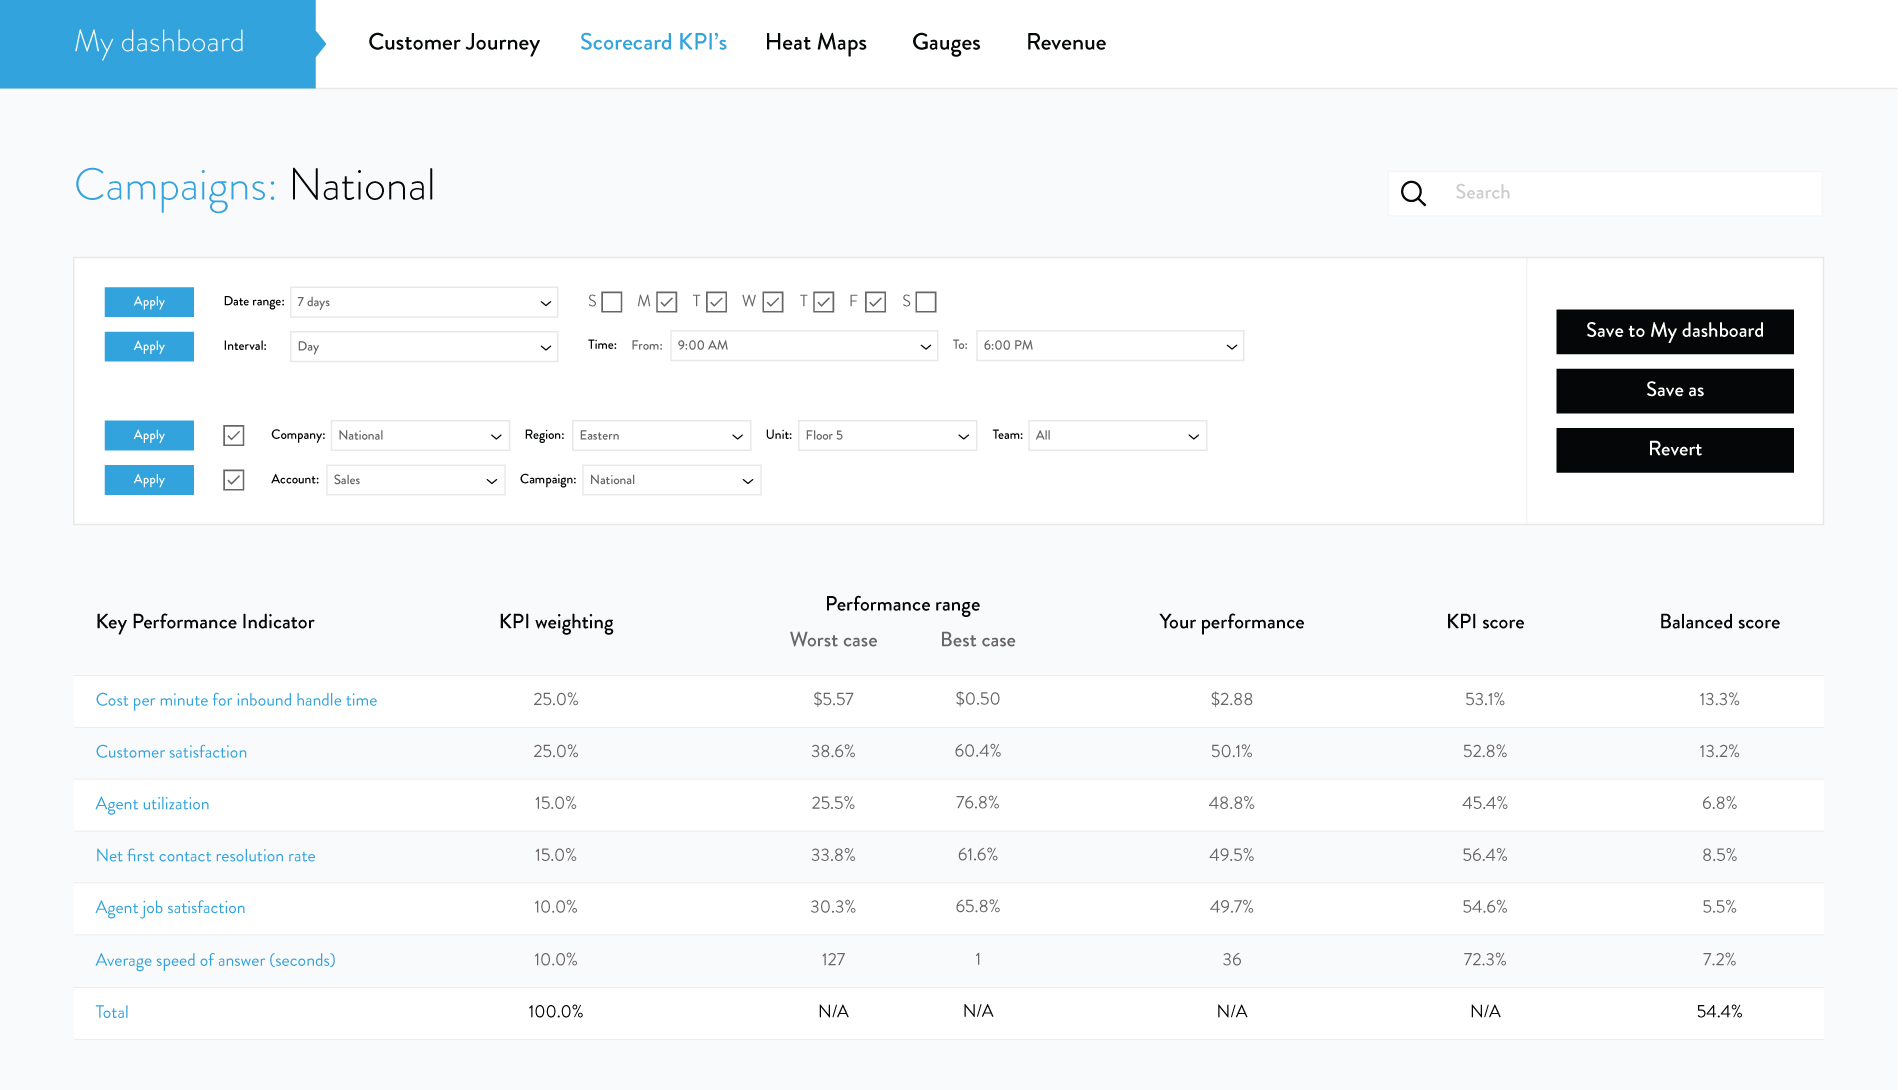 My dashboard Customer Journey Scorecard KPI's Heat Maps Gauges Revenue
Campaigns: National
Search
Apply Date range: 7 days S M T W T F S
Apply Interval: Day Time: From: 9:00 AM To: 6:00 PM
Save to My dashboard
Save as
Revert
Apply Company: National Region: Eastern Unit: Floor 5 Team: All
Apply Account: Sales Campaign: National
Key Performance Indicator KPI weighting Performance range Your performance KPI score Balanced score
Worst case Best case
Cost per minute for inbound handle time 25.0% $5.57 $0.50 $2.88 53.1% 13.3%
Customer satisfaction 25.0% 38.6% 60.4% 50.1% 52.8% 13.2%
Agent utilization 15.0% 25.5% 76.8% 48.8% 45.4% 6.8%
Net first contact resolution rate 15.0% 33.8% 61.6% 49.5% 56.4% 8.5%
Agent job satisfaction 10.0% 30.3% 65.8% 49.7% 54.6% 5.5%
Average speed of answer (seconds) 10.0% 127 1 36 72.3% 7.2%
Total 100.0% N/A N/A N/A N/A 54.4%